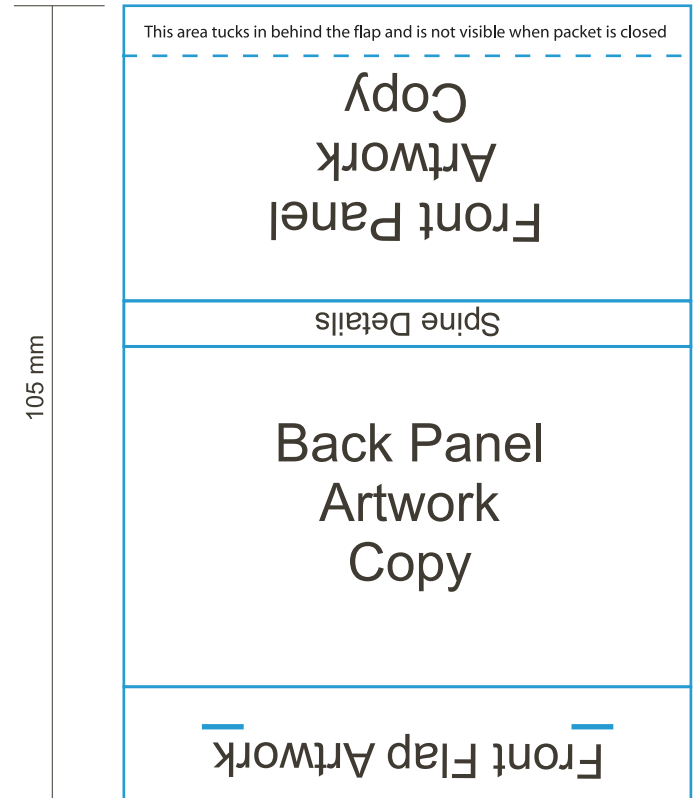 This area tucks in behind the flap and is not visible when packet is closed
Front Panel
Artwork
Copy
Spine Details
105 mm
Back Panel
Artwork
Copy
Front Flap Artwork